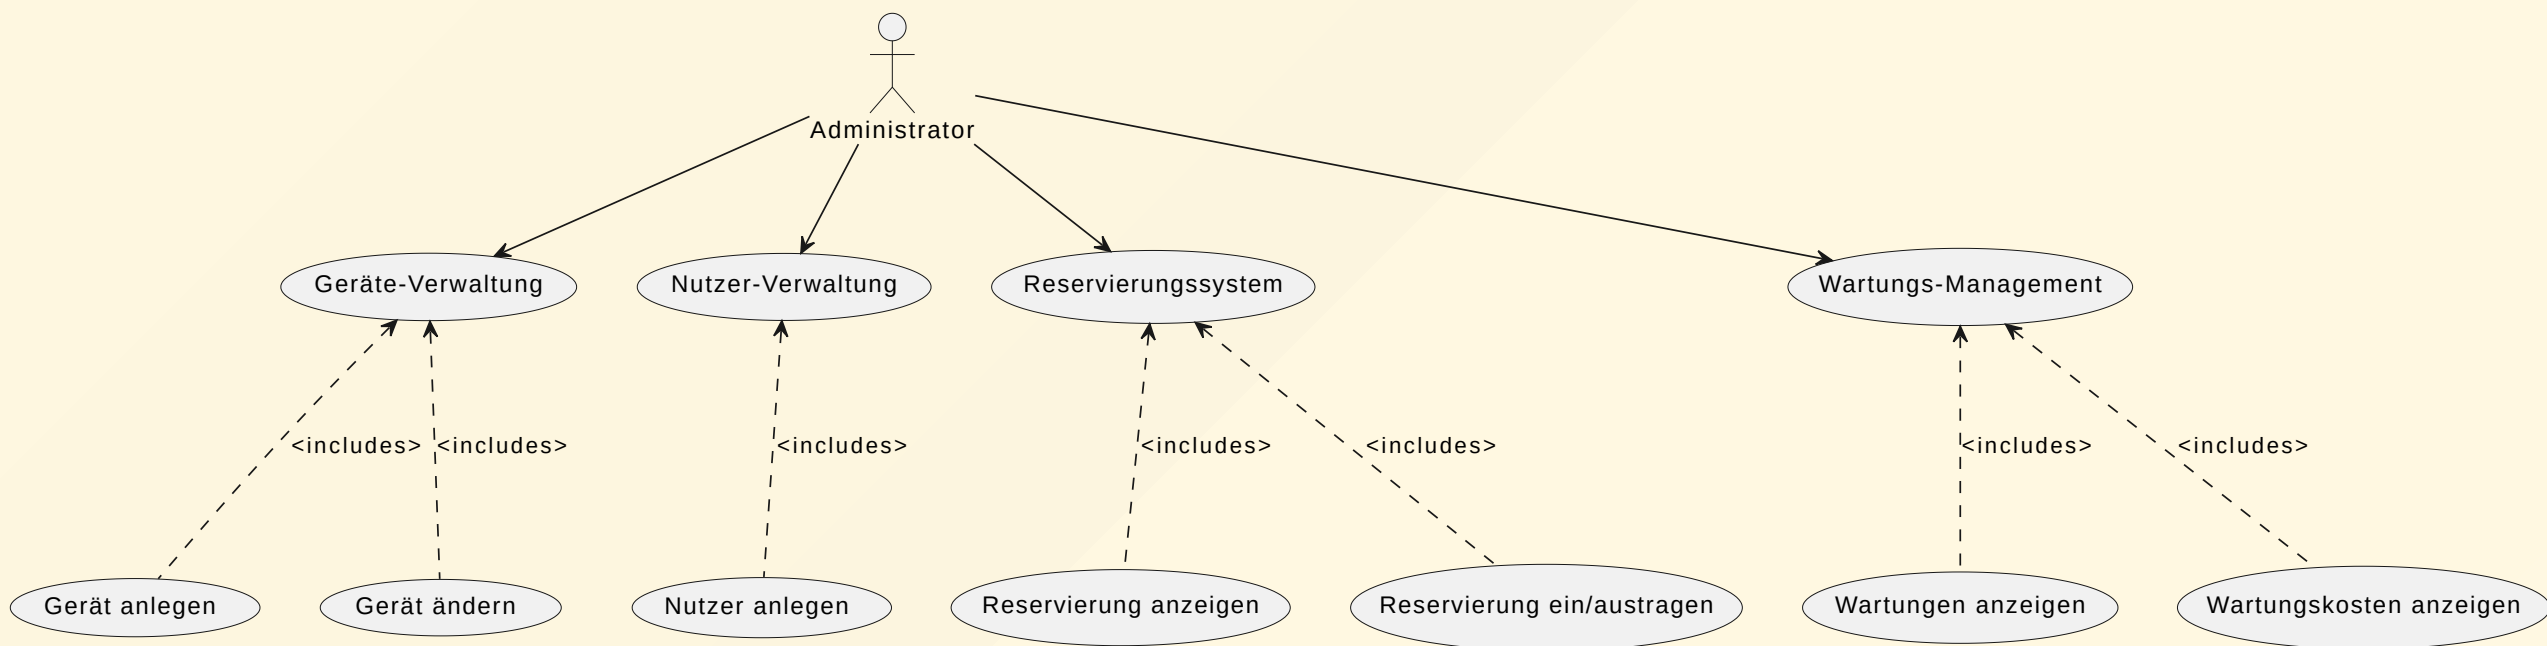 Administrator
Geräte-Verwaltung
Nutzer-Verwaltung
Reservierungssystem
Wartungs-Management
<includes>
<includes>
<includes>
<includes>
<includes>
<includes>
<includes>
Gerät anlegen
Gerät ändern
Nutzer anlegen
Reservierung anzeigen
Reservierung ein/austragen
Wartungen anzeigen
Wartungskosten anzeigen